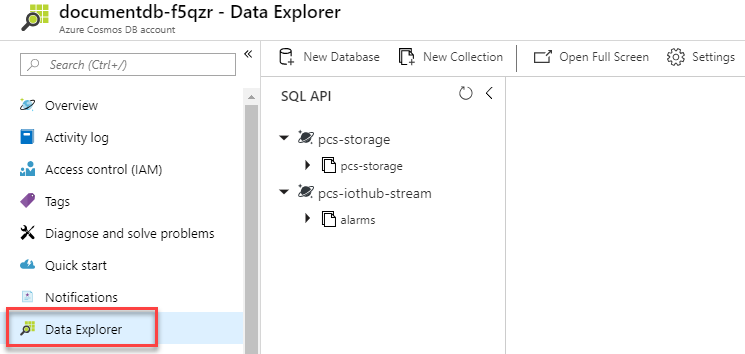 documentdb-f5qzr - Data Explorer
Azure Cosmos DB account
Search (Ctrl+/)
«
Overview
Activity log
Access control (IAM)
Tags
Diagnose and solve problems
Quick start
Notifications
Data Explorer
New Database New Collection Open Full Screen Settings
SQL API
pcs-storage
pcs-storage
pcs-iothub-stream
alarms